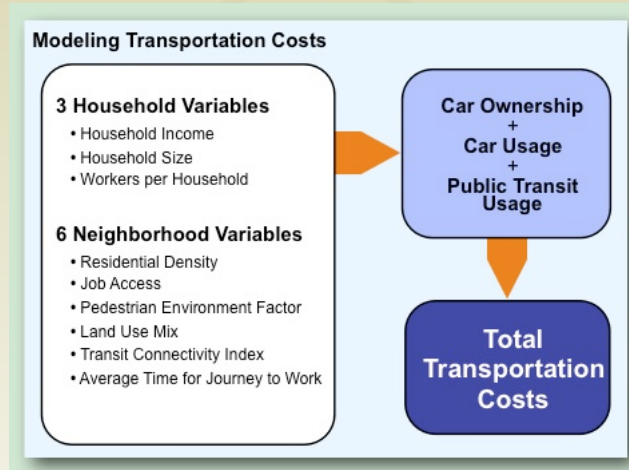 Modeling Transportation Costs
3 Household Variables
• Household Income
• Household Size
• Workers per Household
6 Neighborhood Variables
• Residential Density
• Job Access
• Pedestrian Environment Factor
• Land Use Mix
• Transit Connectivity Index
• Average Time for Journey to Work
Car Ownership
+
Car Usage
+
Public Transit
Usage
Total
Transportation
Costs